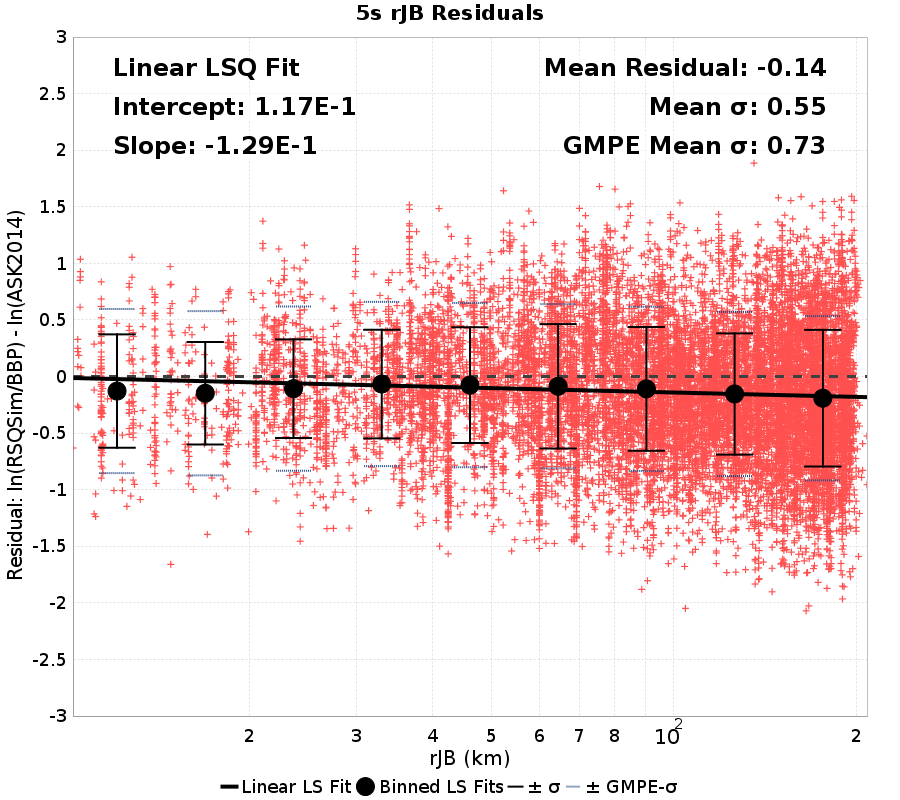 5s rJB Residuals
Linear LSQ Fit
Intercept: 1.17E-1
Slope: -1.29E-1
Mean Residual: -0.14
Mean σ: 0.55
GMPE Mean σ: 0.73
Residual: ln(RSQSim/BBP) - ln(ASK2014)
3
2.5
2
1.5
1
0.5
0
-0.5
-1
-1.5
-2
-2.5
-3
2 3 4 5 6 7 8 10² 2
rJB (km)
Linear LS Fit Binned LS Fits ± σ ± GMPE-σ